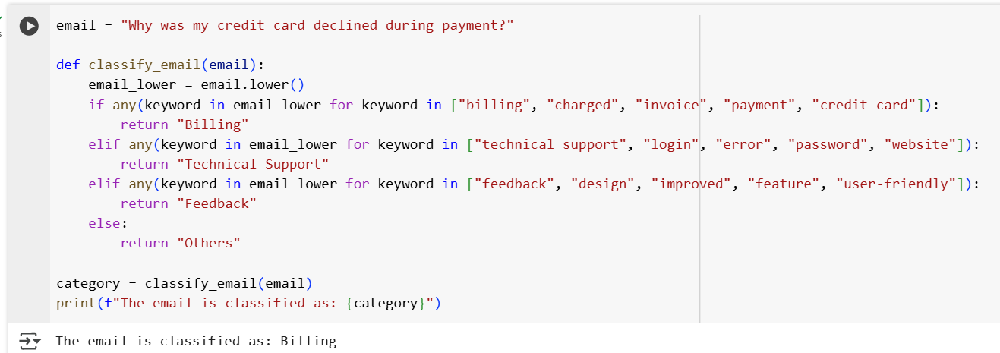 email = "Why was my credit card declined during payment?"
def classify_email(email):
    email_lower = email.lower()
    if any(keyword in email_lower for keyword in ["billing", "charged", "invoice", "payment", "credit card"]):
        return "Billing"
    elif any(keyword in email_lower for keyword in ["technical support", "login", "error", "password", "website"]):
        return "Technical Support"
    elif any(keyword in email_lower for keyword in ["feedback", "design", "improved", "feature", "user-friendly"]):
        return "Feedback"
    else:
        return "Others"
category = classify_email(email)
print(f"The email is classified as: {category}")
The email is classified as: Billing